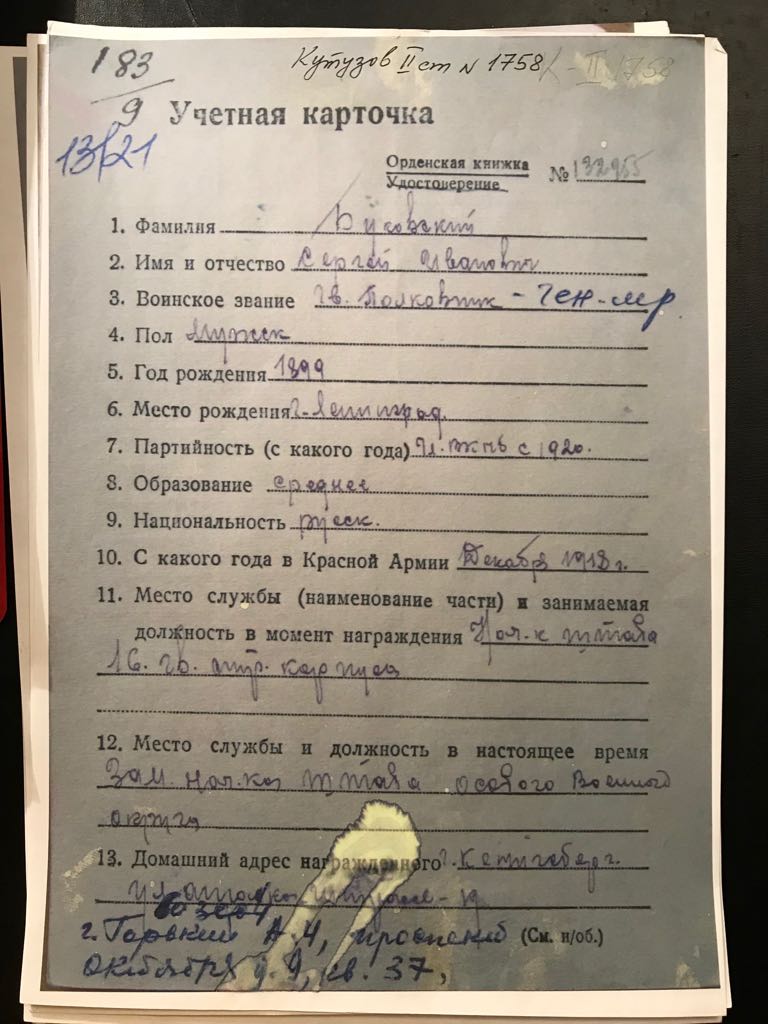 Кутузов II ст N 1758
183
9
13/21
Учетная карточка
Орденская книжка
Удостоверение
№ 132955
1. Фамилия Буховский
2. Имя и отчество Сергей Иванович
3. Воинское звание Гв. Полковник - Ген-м-р
4. Пол Мужск
5. Год рождения 1899
6. Место рождения г. Ленинград.
7. Партийность (с какого года) Чл. ВКПб с 1920.
8. Образование среднее
9. Национальность русск.
10. С какого года в Красной Армии Декабря 1918 г.
11. Место службы (наименование части) и занимаемая
должность в момент награждения Нач-к штаба
16. гв. стр. корпуса
12. Место службы и должность в настоящее время
Зам. нач-ка штаба особого Военного
округа
13. Домашний адрес награжденного г. Кенигсберг.
г. Горький А-4, проспект (См. н/об.)
Октября д. 9, кв. 37,